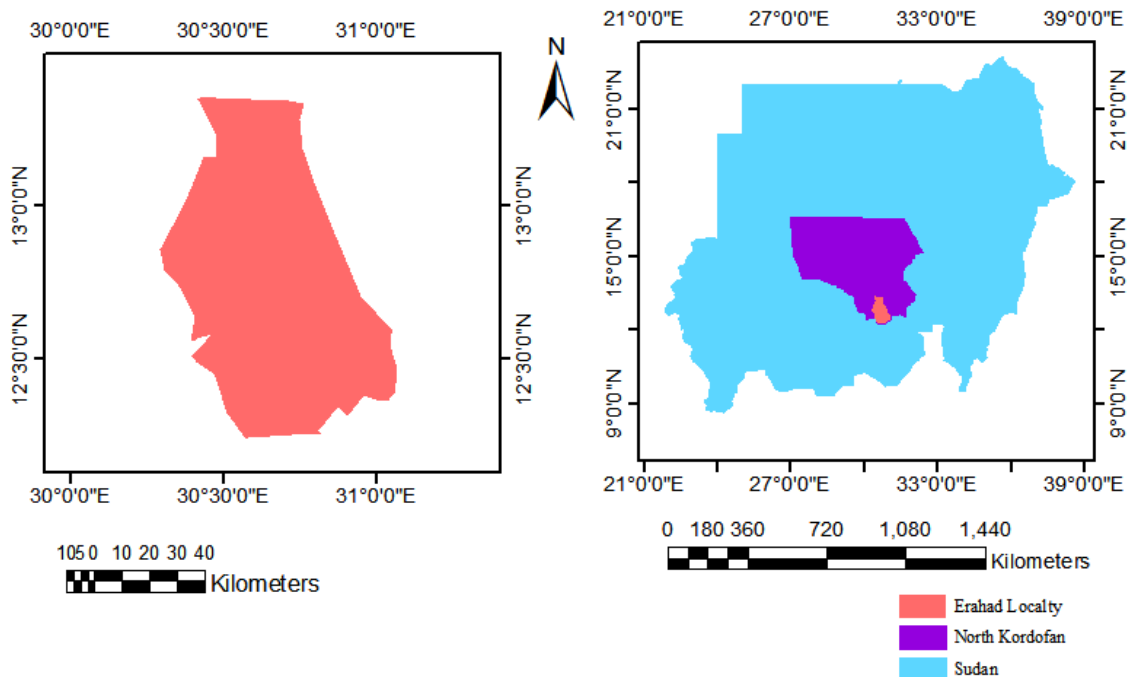 30°0'0"E 30°30'0"E 31°0'0"E
13°0'0"N
12°30'0"N
13°0'0"N
12°30'0"N
30°0'0"E 30°30'0"E 31°0'0"E
105 0 10 20 30 40
Kilometers
N
21°0'0"E 27°0'0"E 33°0'0"E 39°0'0"E
21°0'0"N
15°0'0"N
9°0'0"N
21°0'0"N
15°0'0"N
9°0'0"N
21°0'0"E 27°0'0"E 33°0'0"E 39°0'0"E
0 180 360 720 1,080 1,440
Kilometers
Erahad Localty
North Kordofan
Sudan